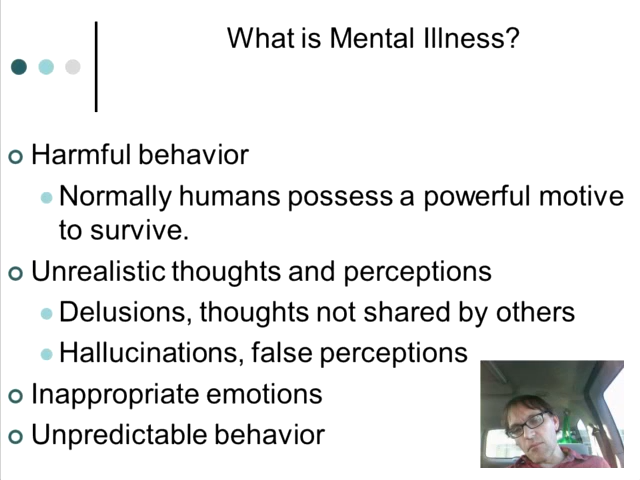 What is Mental Illness?
Harmful behavior
Normally humans possess a powerful motive
to survive.
Unrealistic thoughts and perceptions
Delusions, thoughts not shared by others
Hallucinations, false perceptions
Inappropriate emotions
Unpredictable behavior